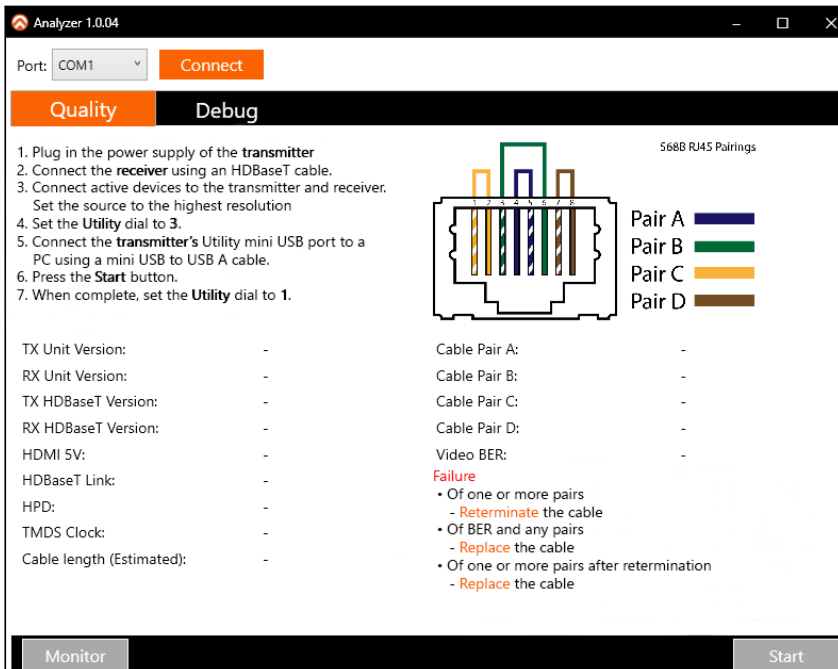 Analyzer 1.0.04
Port: COM1 Connect
Quality Debug
1. Plug in the power supply of the transmitter
2. Connect the receiver using an HDBaseT cable.
3. Connect active devices to the transmitter and receiver.
Set the source to the highest resolution
4. Set the Utility dial to 3.
5. Connect the transmitter's Utility mini USB port to a
PC using a mini USB to USB A cable.
6. Press the Start button.
7. When complete, set the Utility dial to 1.
568B RJ45 Pairings
1 2 3 4 5 6 7 8
Pair A
Pair B
Pair C
Pair D
TX Unit Version: -
RX Unit Version: -
TX HDBaseT Version: -
RX HDBaseT Version: -
HDMI 5V: -
HDBaseT Link: -
HPD: -
TMDS Clock: -
Cable length (Estimated): -
Cable Pair A: -
Cable Pair B: -
Cable Pair C: -
Cable Pair D: -
Video BER: -
Failure
• Of one or more pairs
- Reterminate the cable
• Of BER and any pairs
- Replace the cable
• Of one or more pairs after retermination
- Replace the cable
Monitor Start